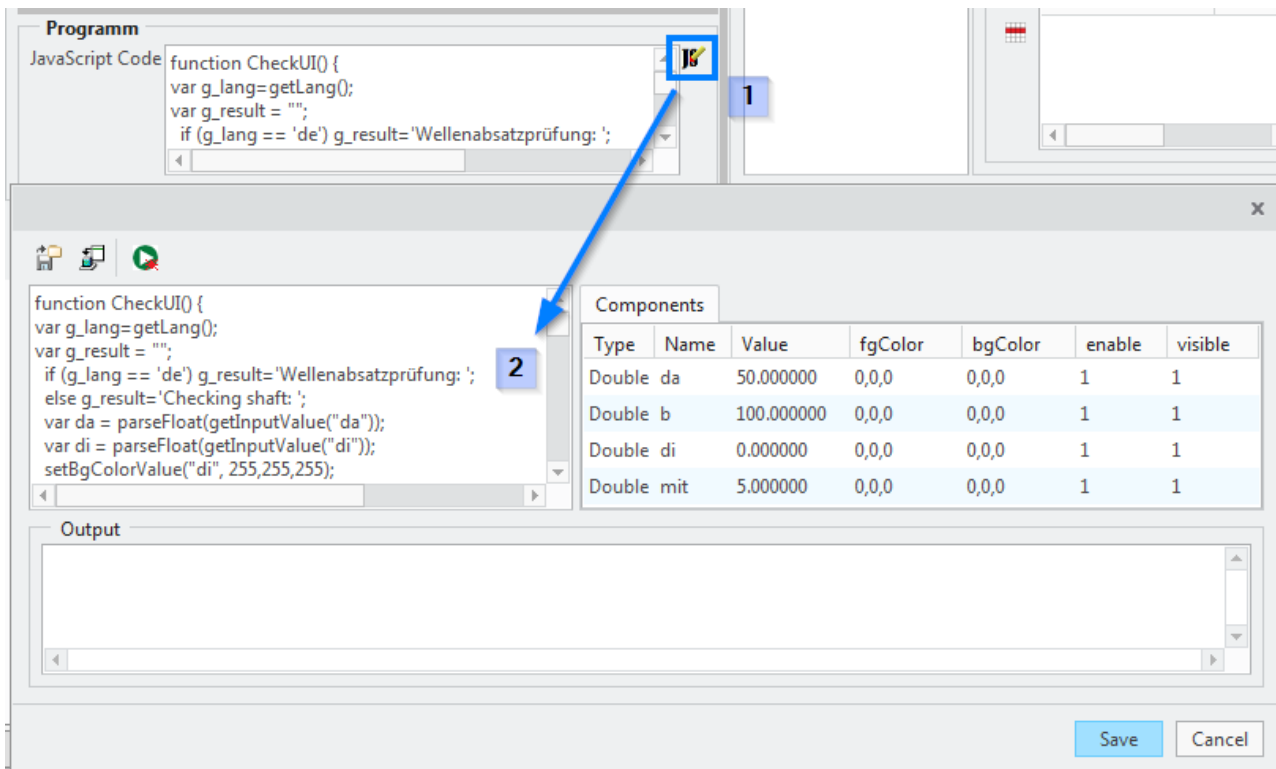 Programm
JavaScript Code
function CheckUI() {
var g_lang=getLang();
var g_result = "";
if (g_lang == 'de') g_result='Wellenabsatzprüfung: ';
JS
1
x
function CheckUI() {
var g_lang=getLang();
var g_result = "";
if (g_lang == 'de') g_result='Wellenabsatzprüfung: ';
else g_result='Checking shaft: ';
var da = parseFloat(getInputValue("da"));
var di = parseFloat(getInputValue("di"));
setBgColorValue("di", 255,255,255);
2
Components
Type Name Value fgColor bgColor enable visible
Double da 50.000000 0,0,0 0,0,0 1 1
Double b 100.000000 0,0,0 0,0,0 1 1
Double di 0.000000 0,0,0 0,0,0 1 1
Double mit 5.000000 0,0,0 0,0,0 1 1
Output
Save Cancel